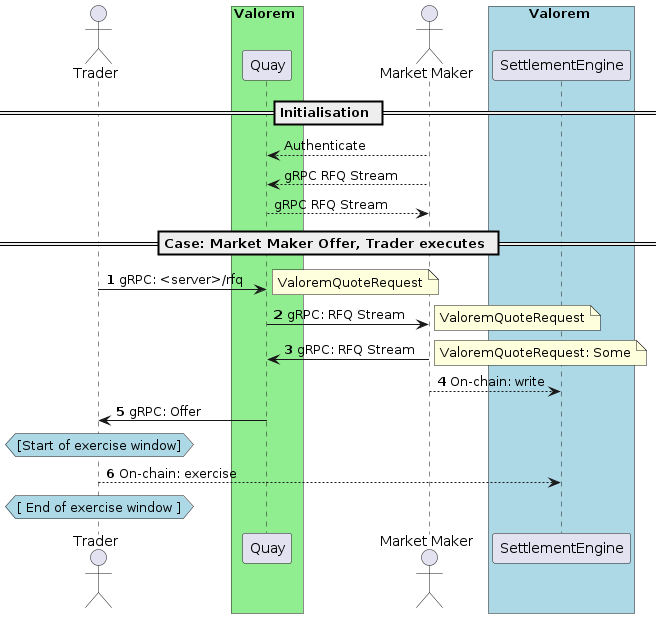 Valorem
Valorem
Trader
Quay
Market Maker
SettlementEngine
Initialisation
Authenticate
gRPC RFQ Stream
gRPC RFQ Stream
Case: Market Maker Offer, Trader executes
1 gRPC: <server>/rfq
ValoremQuoteRequest
2 gRPC: RFQ Stream
ValoremQuoteRequest
3 gRPC: RFQ Stream
ValoremQuoteRequest: Some
4 On-chain: write
5 gRPC: Offer
[Start of exercise window]
6 On-chain: exercise
[ End of exercise window ]
Trader
Quay
Market Maker
SettlementEngine